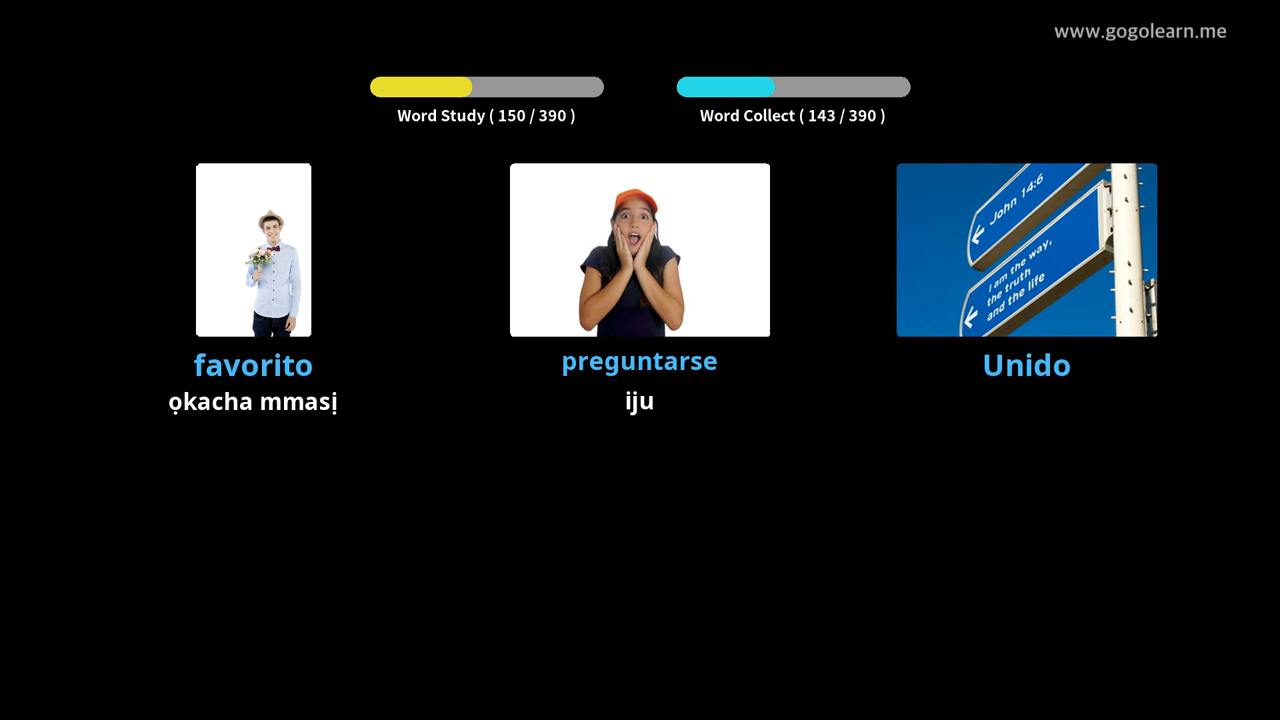 www.gogolearn.me
Word Study ( 150 / 390 )
Word Collect ( 143 / 390 )
John 14:6
I am the way,
the truth
and the life
favorito
preguntarse
Unido
ọkacha mmasị
iju